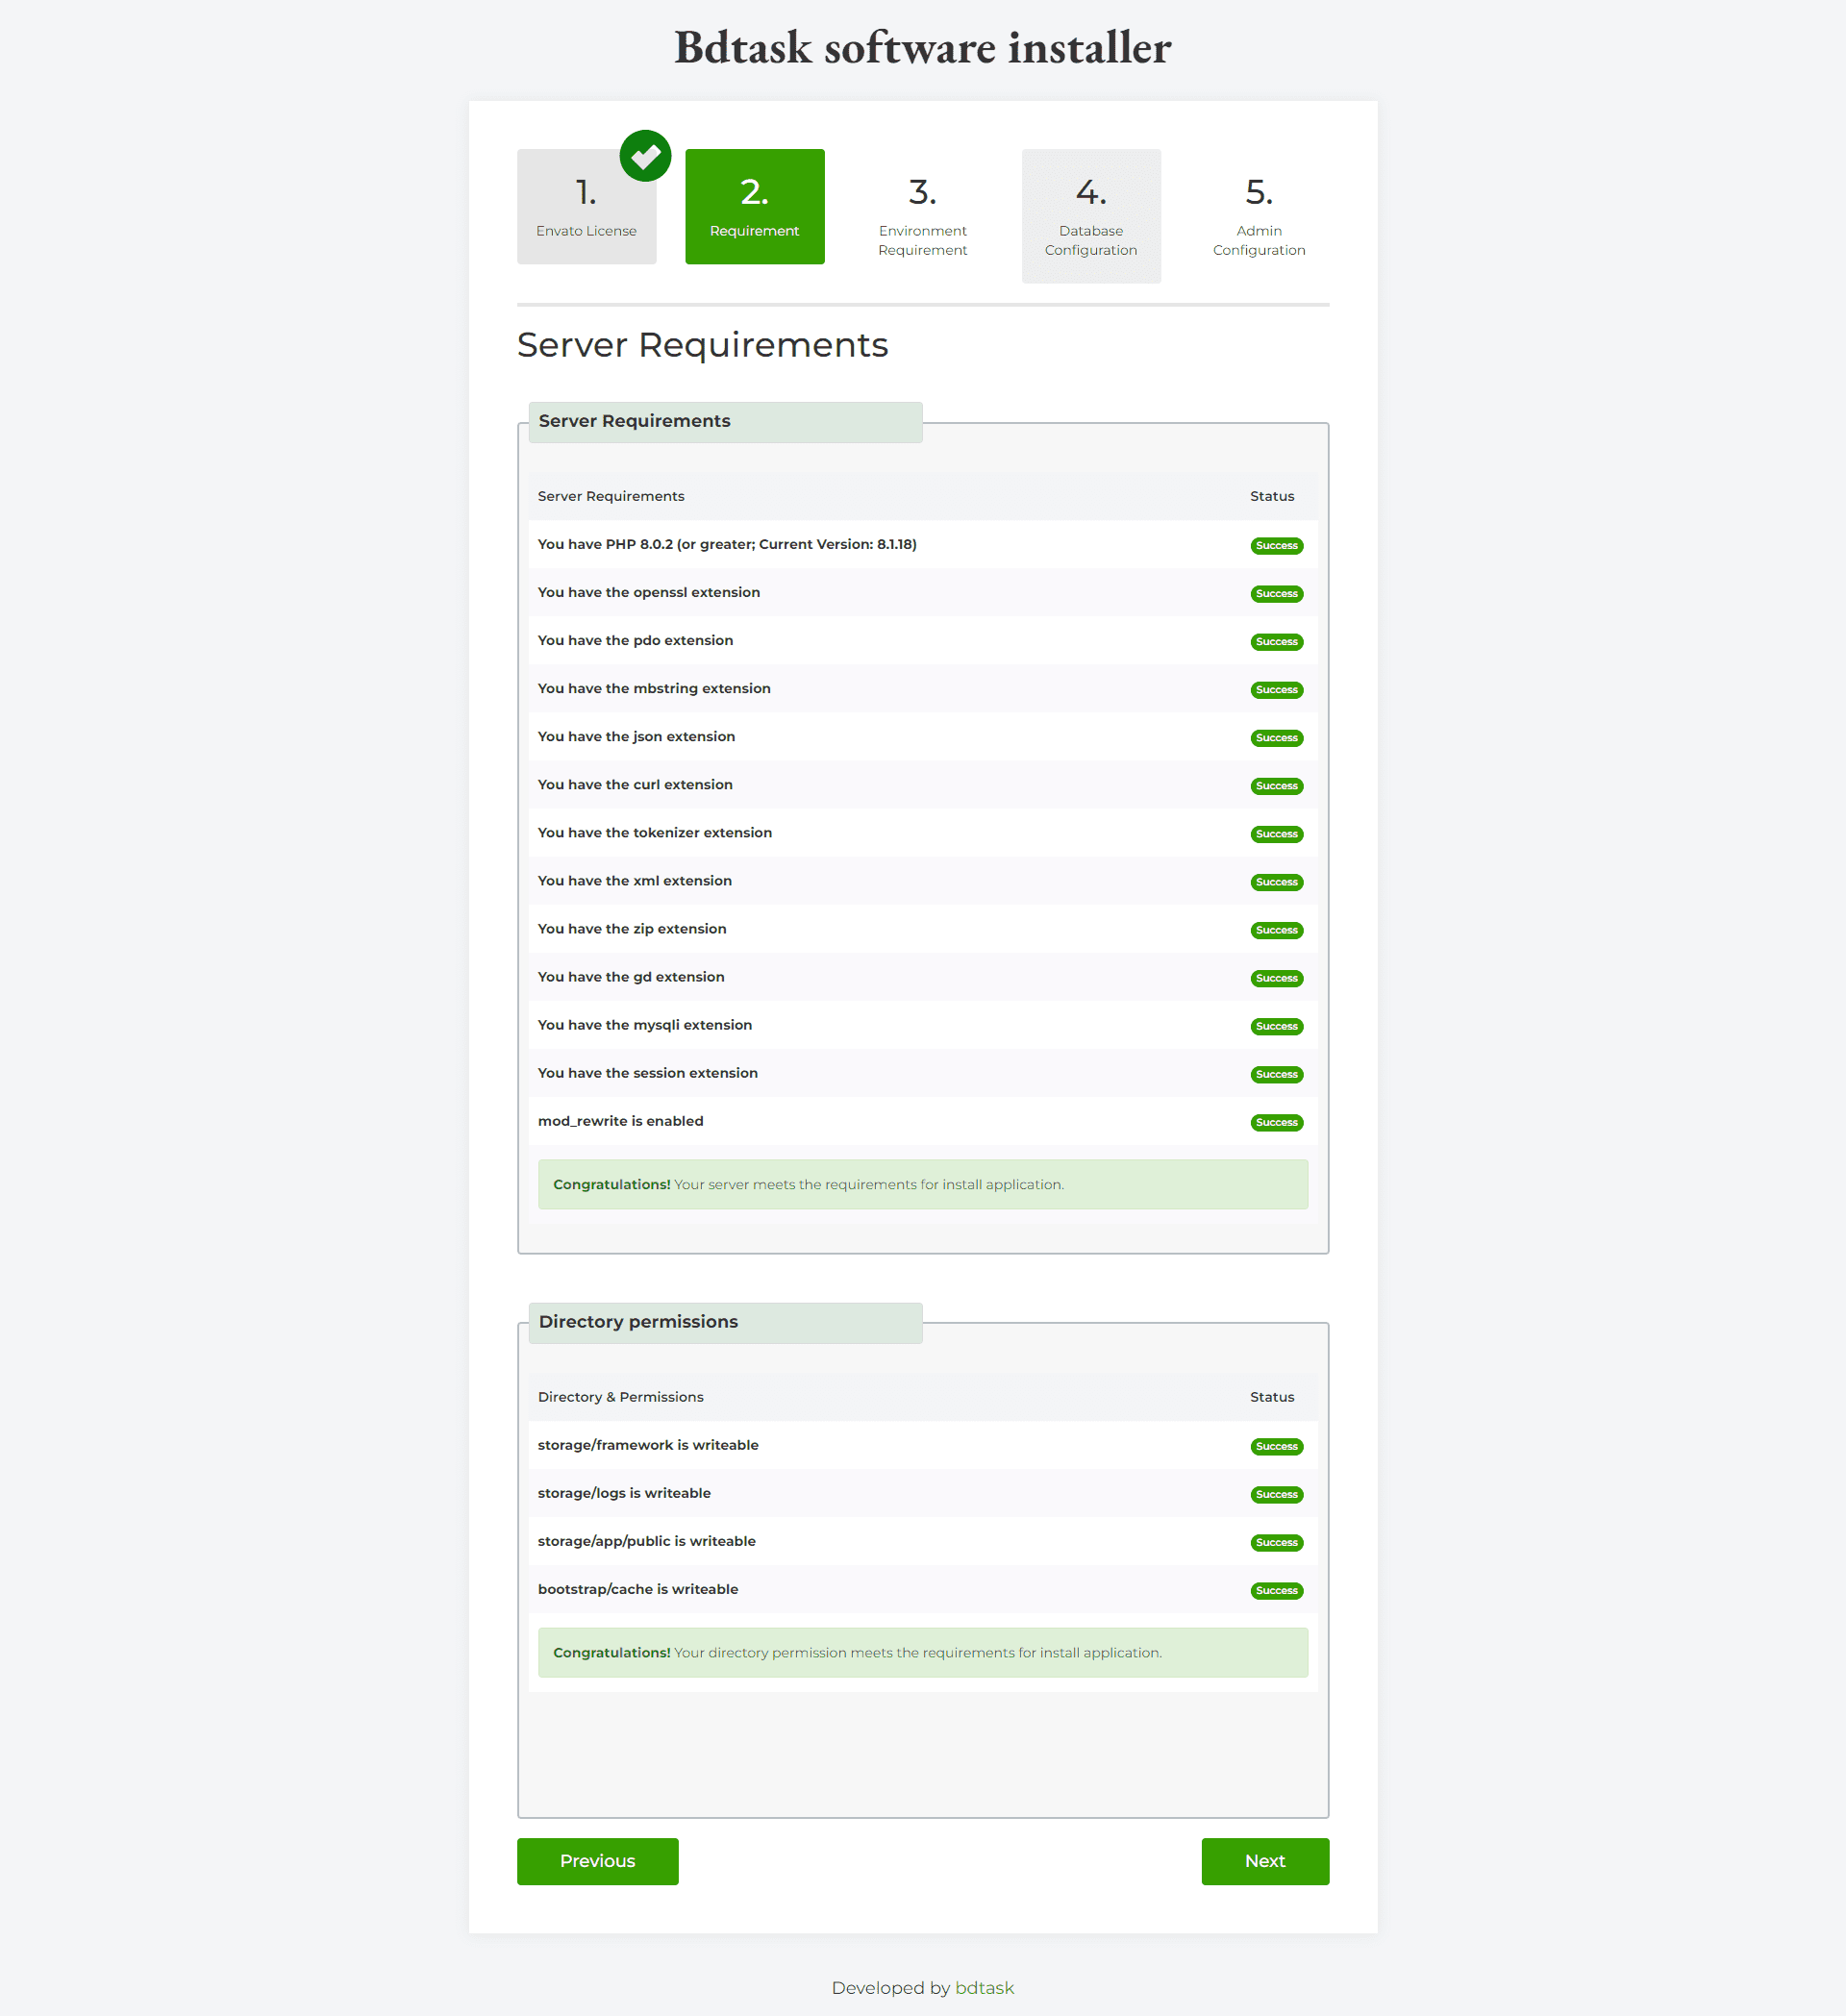 Bdtask software installer
1.
Envato License
2.
Requirement
3.
Environment
Requirement
4.
Database
Configuration
5.
Admin
Configuration
Server Requirements
Server Requirements
Server Requirements Status
You have PHP 8.0.2 (or greater; Current Version: 8.1.18) Success
You have the openssl extension Success
You have the pdo extension Success
You have the mbstring extension Success
You have the json extension Success
You have the curl extension Success
You have the tokenizer extension Success
You have the xml extension Success
You have the zip extension Success
You have the gd extension Success
You have the mysqli extension Success
You have the session extension Success
mod_rewrite is enabled Success
Congratulations! Your server meets the requirements for install application.
Directory permissions
Directory & Permissions Status
storage/framework is writeable Success
storage/logs is writeable Success
storage/app/public is writeable Success
bootstrap/cache is writeable Success
Congratulations! Your directory permission meets the requirements for install application.
Previous Next
Developed by bdtask